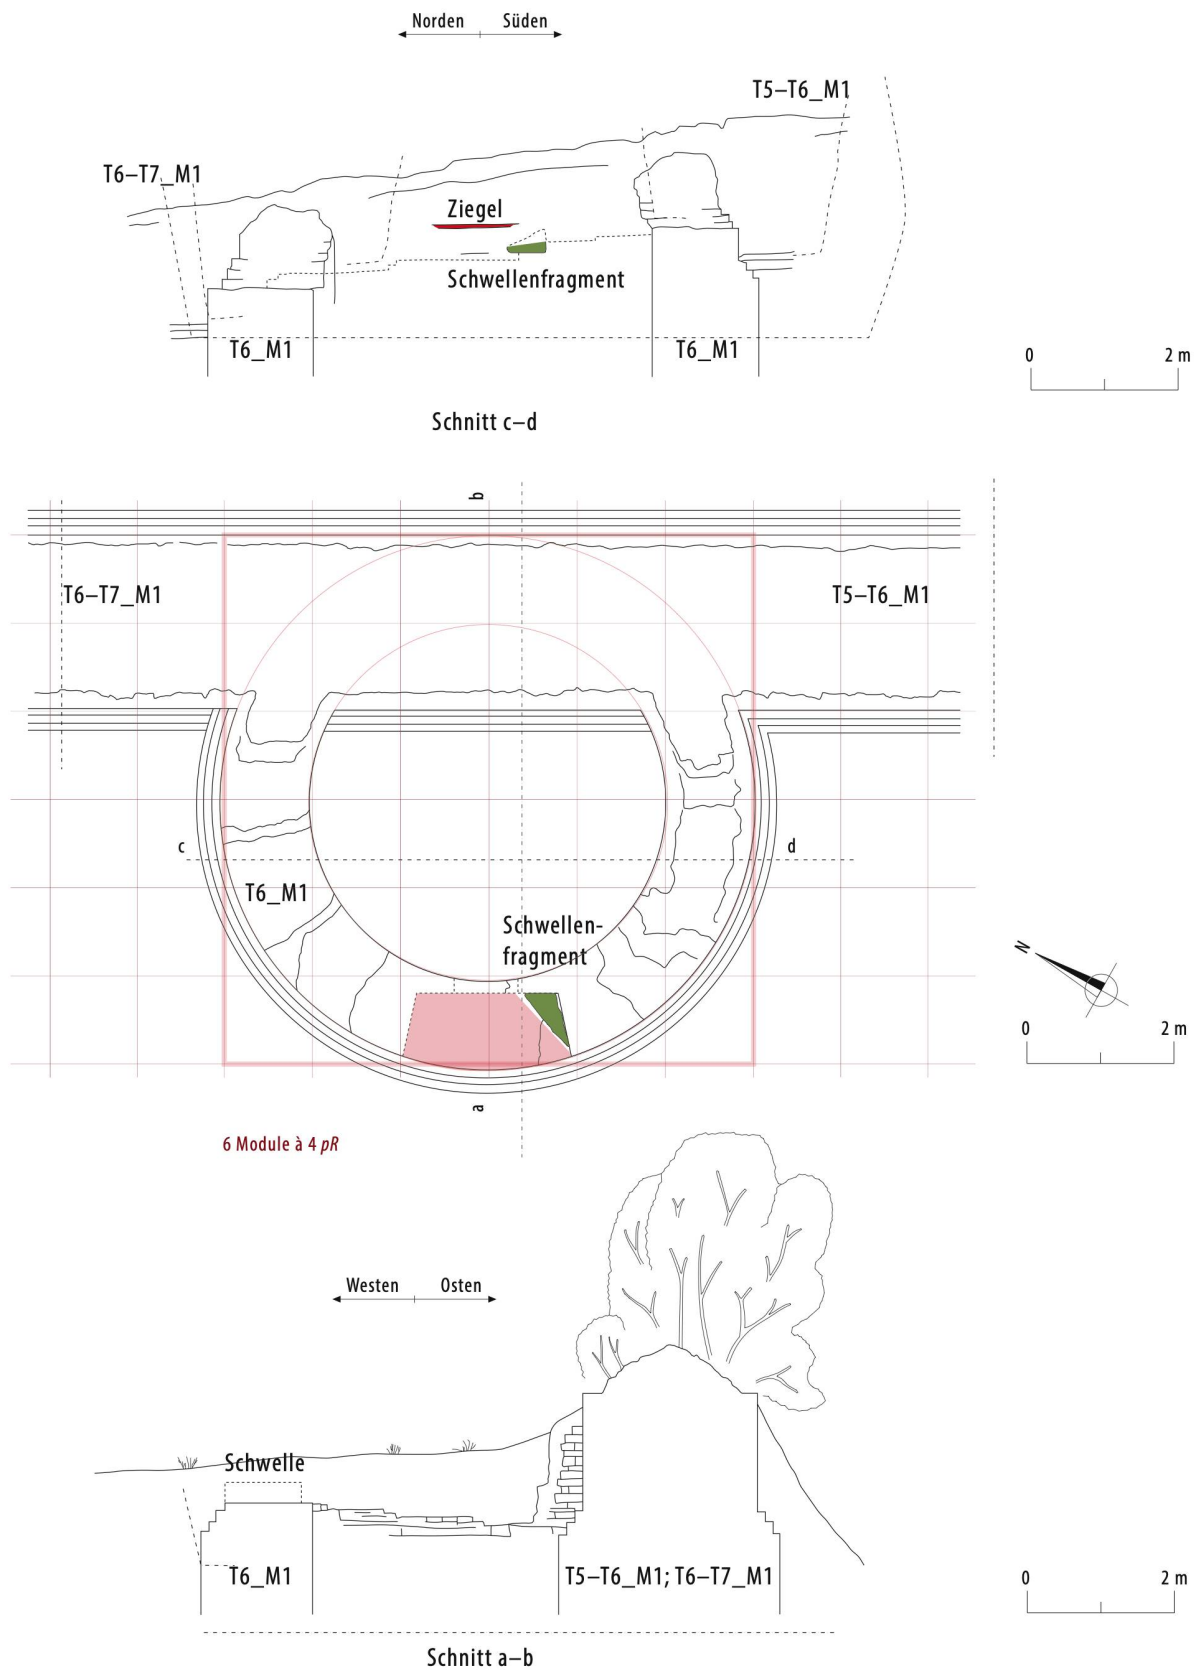 Norden Süden
T5–T6_M1
T6–T7_M1
Ziegel
Schwellenfragment
T6_M1 T6_M1
0 2 m
Schnitt c–d
b
T6–T7_M1 T5–T6_M1
c d
T6_M1
Schwellen-
fragment
N
0 2 m
a
6 Module à 4 pR
Westen Osten
Schwelle
T6_M1 T5–T6_M1; T6–T7_M1
0 2 m
Schnitt a–b